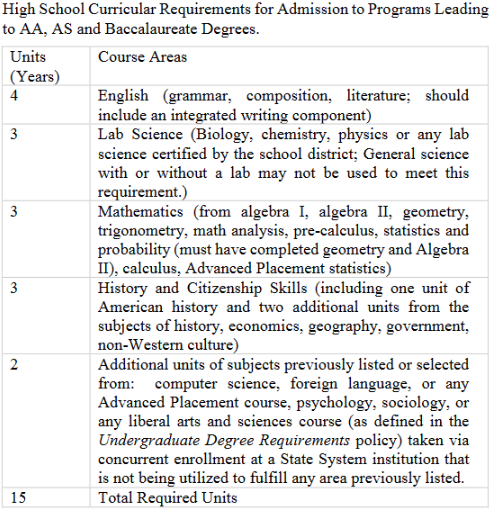 High School Curricular Requirements for Admission to Programs Leading
to AA, AS and Baccalaureate Degrees.
Units
(Years)
Course Areas
4
English (grammar, composition, literature; should
include an integrated writing component)
3
Lab Science (Biology, chemistry, physics or any lab
science certified by the school district; General science
with or without a lab may not be used to meet this
requirement.)
3
Mathematics (from algebra I, algebra II, geometry,
trigonometry, math analysis, pre-calculus, statistics and
probability (must have completed geometry and Algebra
II), calculus, Advanced Placement statistics)
3
History and Citizenship Skills (including one unit of
American history and two additional units from the
subjects of history, economics, geography, government,
non-Western culture)
2
Additional units of subjects previously listed or selected
from: computer science, foreign language, or any
Advanced Placement course, psychology, sociology, or
any liberal arts and sciences course (as defined in the
Undergraduate Degree Requirements policy) taken via
concurrent enrollment at a State System institution that
is not being utilized to fulfill any area previously listed.
15
Total Required Units